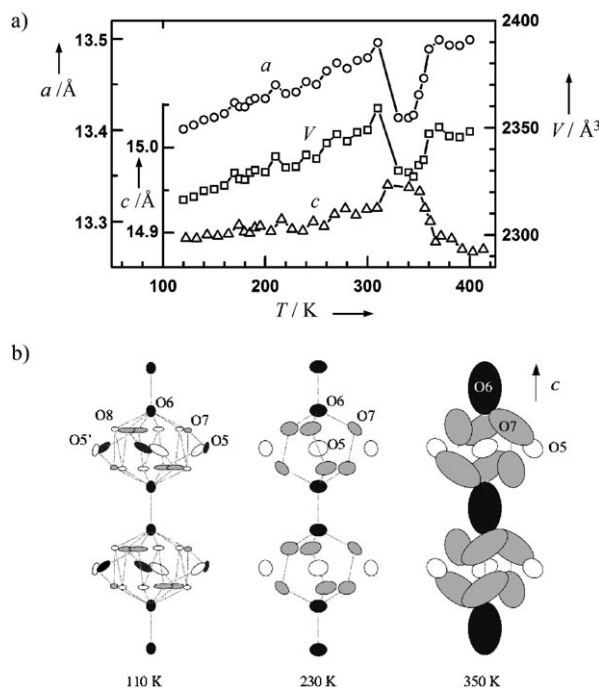 a)
13.5
13.4
13.3
a /Å
15.0
14.9
c /Å
a
V
c
2400
2350
2300
V/Å³
100
200
300
400
T / K
b)
O6
O8
O7
O5'
O5
O6
O7
O5
O6
O7
O5
c
110 K
230 K
350 K